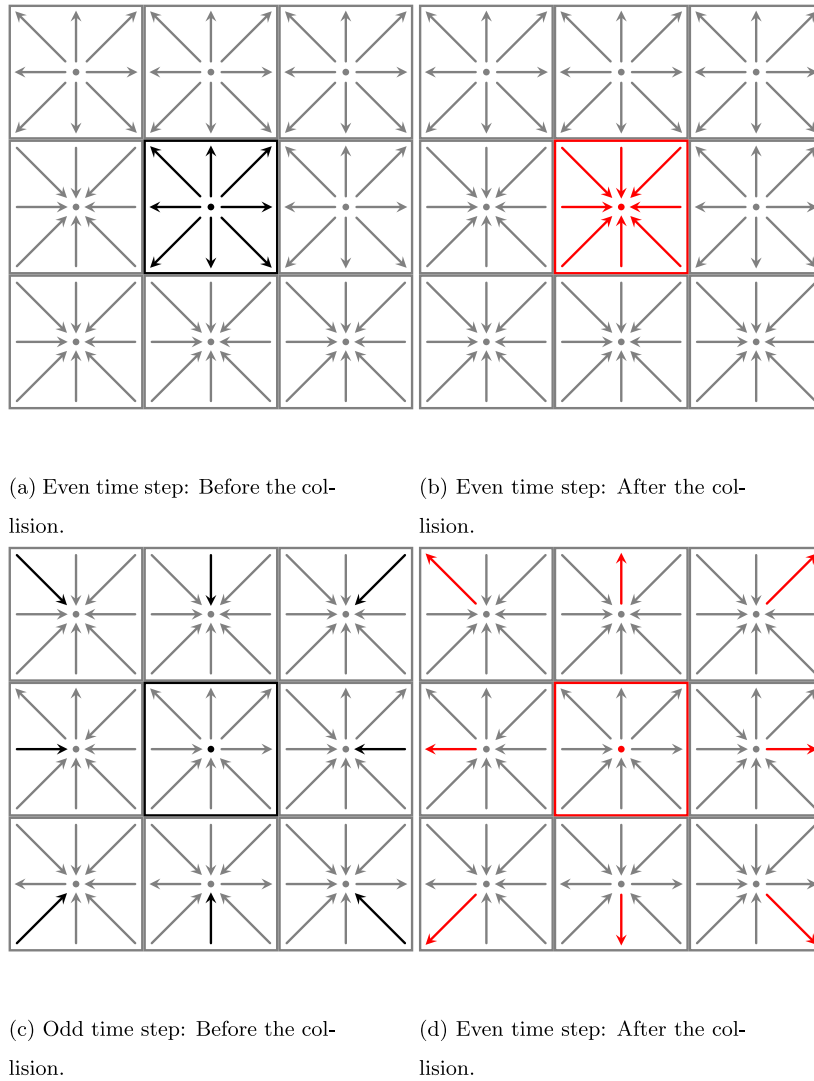 (a) Even time step: Before the col-
lision.
(b) Even time step: After the col-
lision.
(c) Odd time step: Before the col-
lision.
(d) Even time step: After the col-
lision.